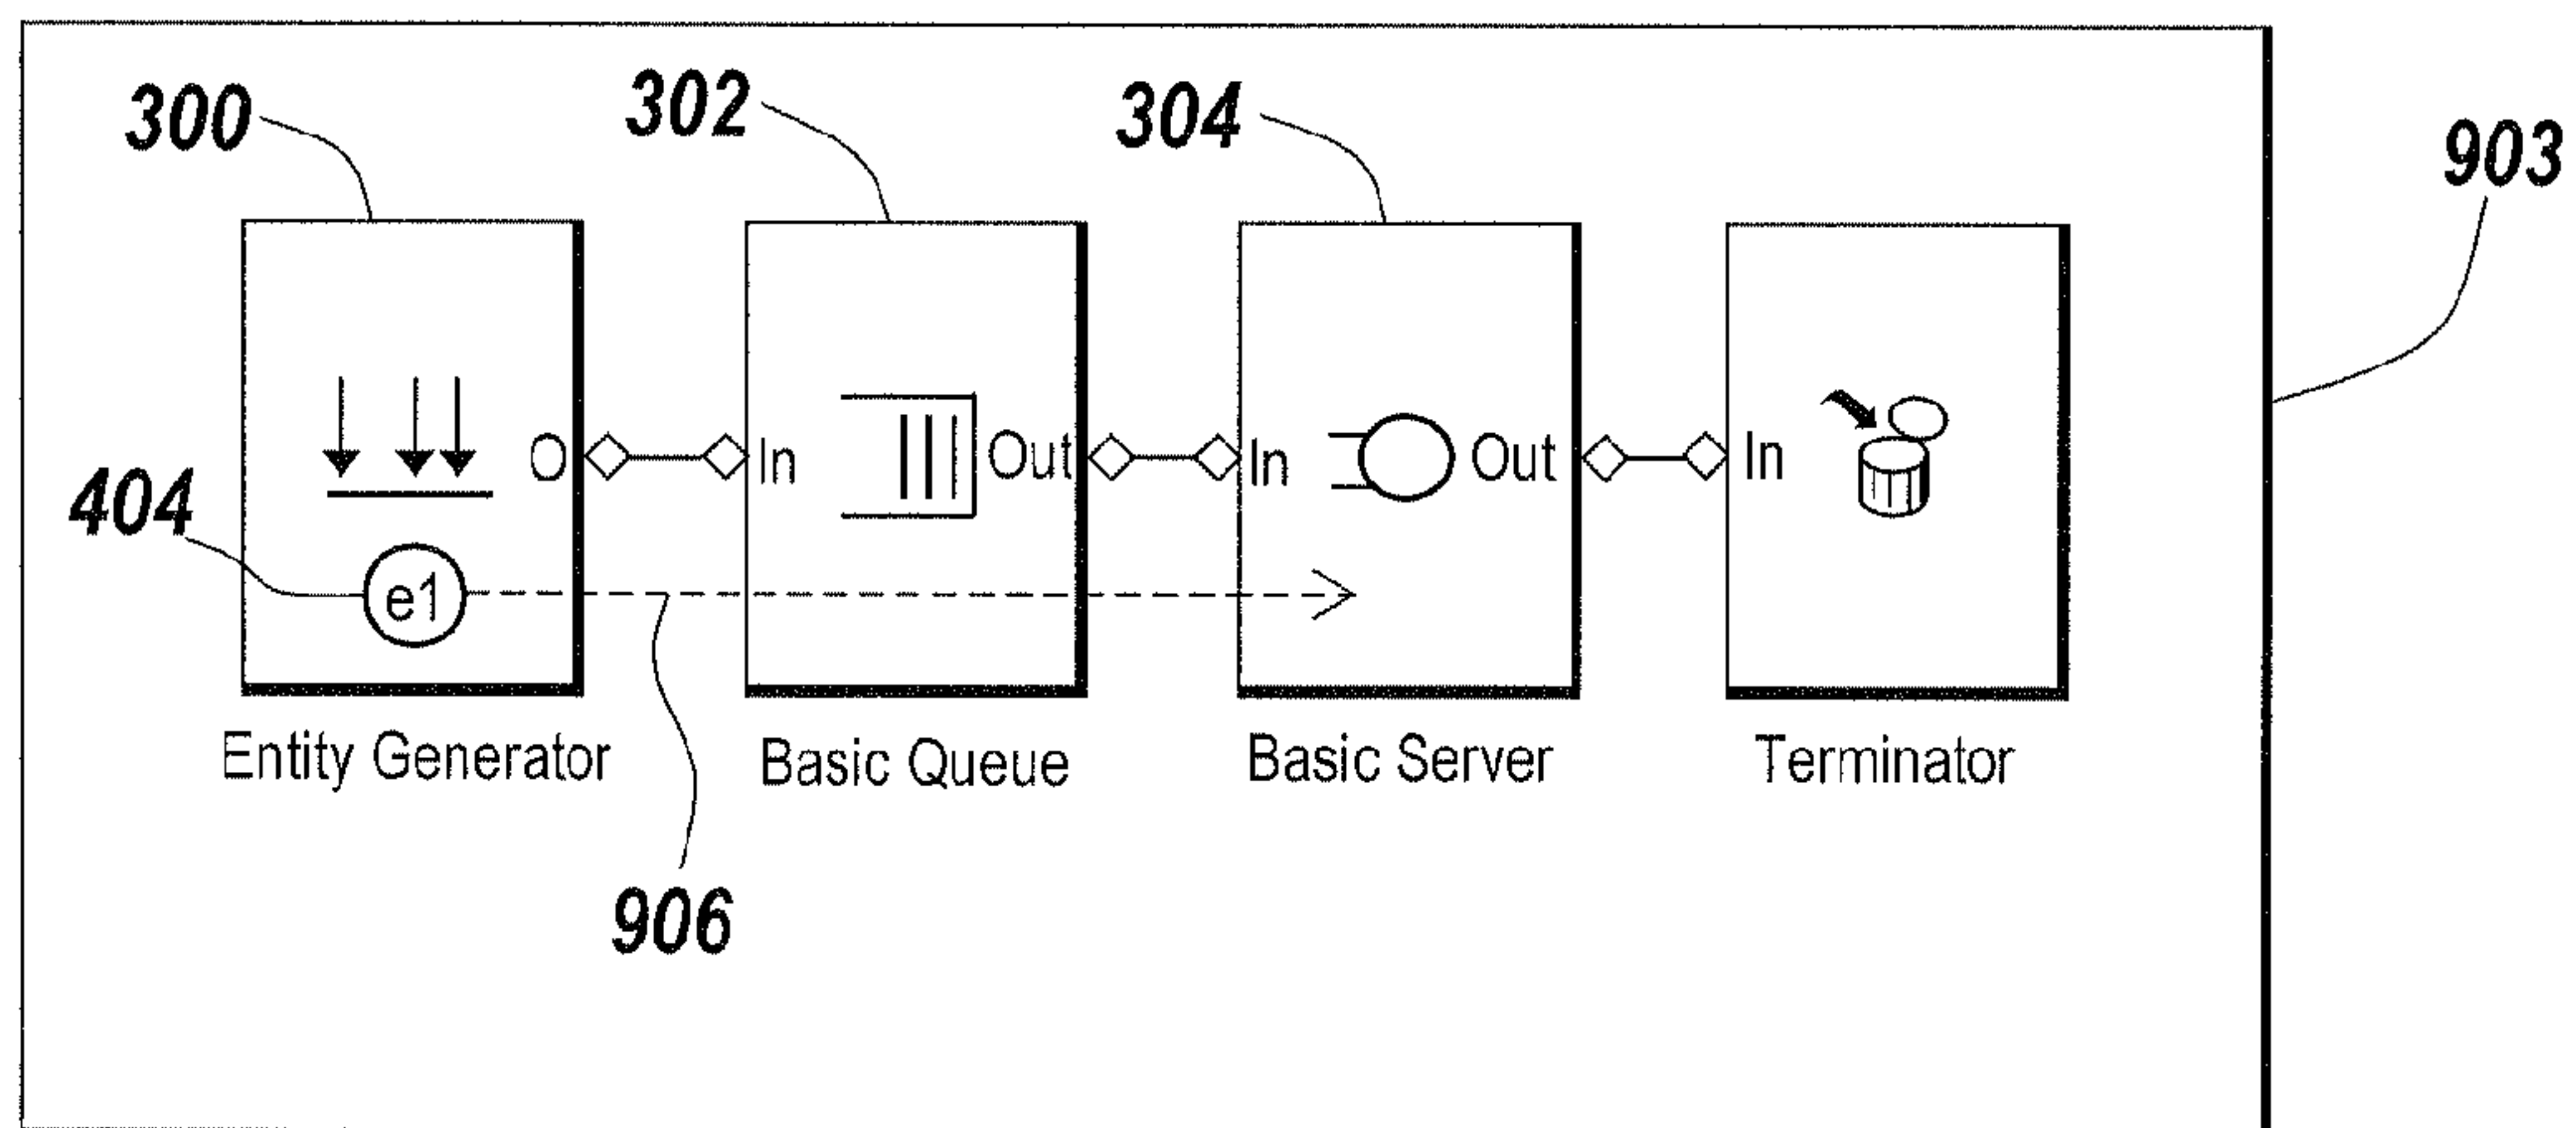 300
302
304
903
O
In
Out
In
Out
In
404
e1
Entity Generator
Basic Queue
Basic Server
Terminator
906